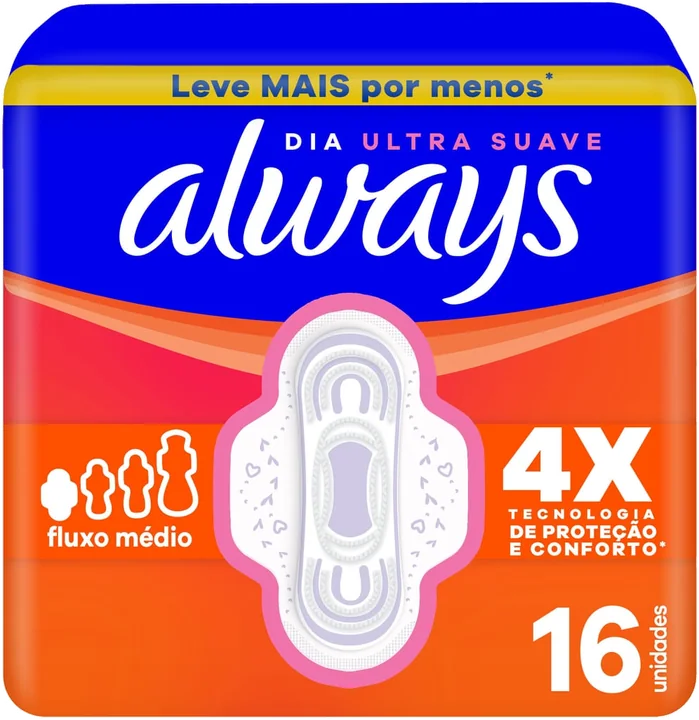 Leve MAIS por menos*
DIA ULTRA SUAVE
always
fluxo médio
4X
TECNOLOGIA
DE PROTEÇÃO
E CONFORTO*
16 unidades